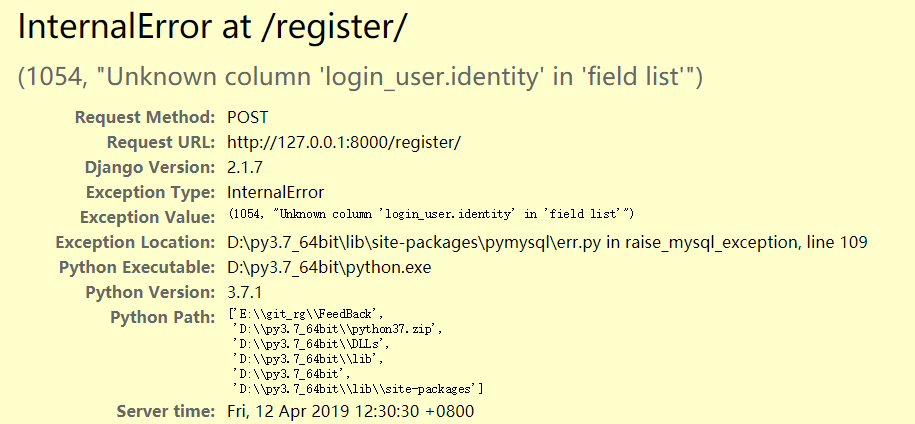 InternalError at /register/
(1054, "Unknown column 'login_user.identity' in 'field list'")
Request Method: POST
Request URL: http://127.0.0.1:8000/register/
Django Version: 2.1.7
Exception Type: InternalError
Exception Value: (1054, "Unknown column 'login_user.identity' in 'field list'")
Exception Location: D:\py3.7_64bit\lib\site-packages\pymysql\err.py in raise_mysql_exception, line 109
Python Executable: D:\py3.7_64bit\python.exe
Python Version: 3.7.1
Python Path: ['E:\\git_rg\\FeedBack',
'D:\\py3.7_64bit\\python37.zip',
'D:\\py3.7_64bit\\DLLs',
'D:\\py3.7_64bit\\lib',
'D:\\py3.7_64bit',
'D:\\py3.7_64bit\\lib\\site-packages']
Server time: Fri, 12 Apr 2019 12:30:30 +0800